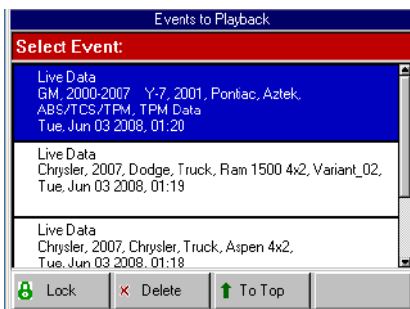 Events to Playback
Select Event:
Live Data
GM, 2000-2007 Y-7, 2001, Pontiac, Aztek,
ABS/TCS/TPM, TPM Data
Tue, Jun 03 2008, 01:20
Live Data
Chrysler, 2007, Dodge, Truck, Ram 1500 4x2, Variant_02,
Tue, Jun 03 2008, 01:19
Live Data
Chrysler, 2007, Chrysler, Truck, Aspen 4x2,
Tue, Jun 03 2008, 01:18
Lock Delete To Top